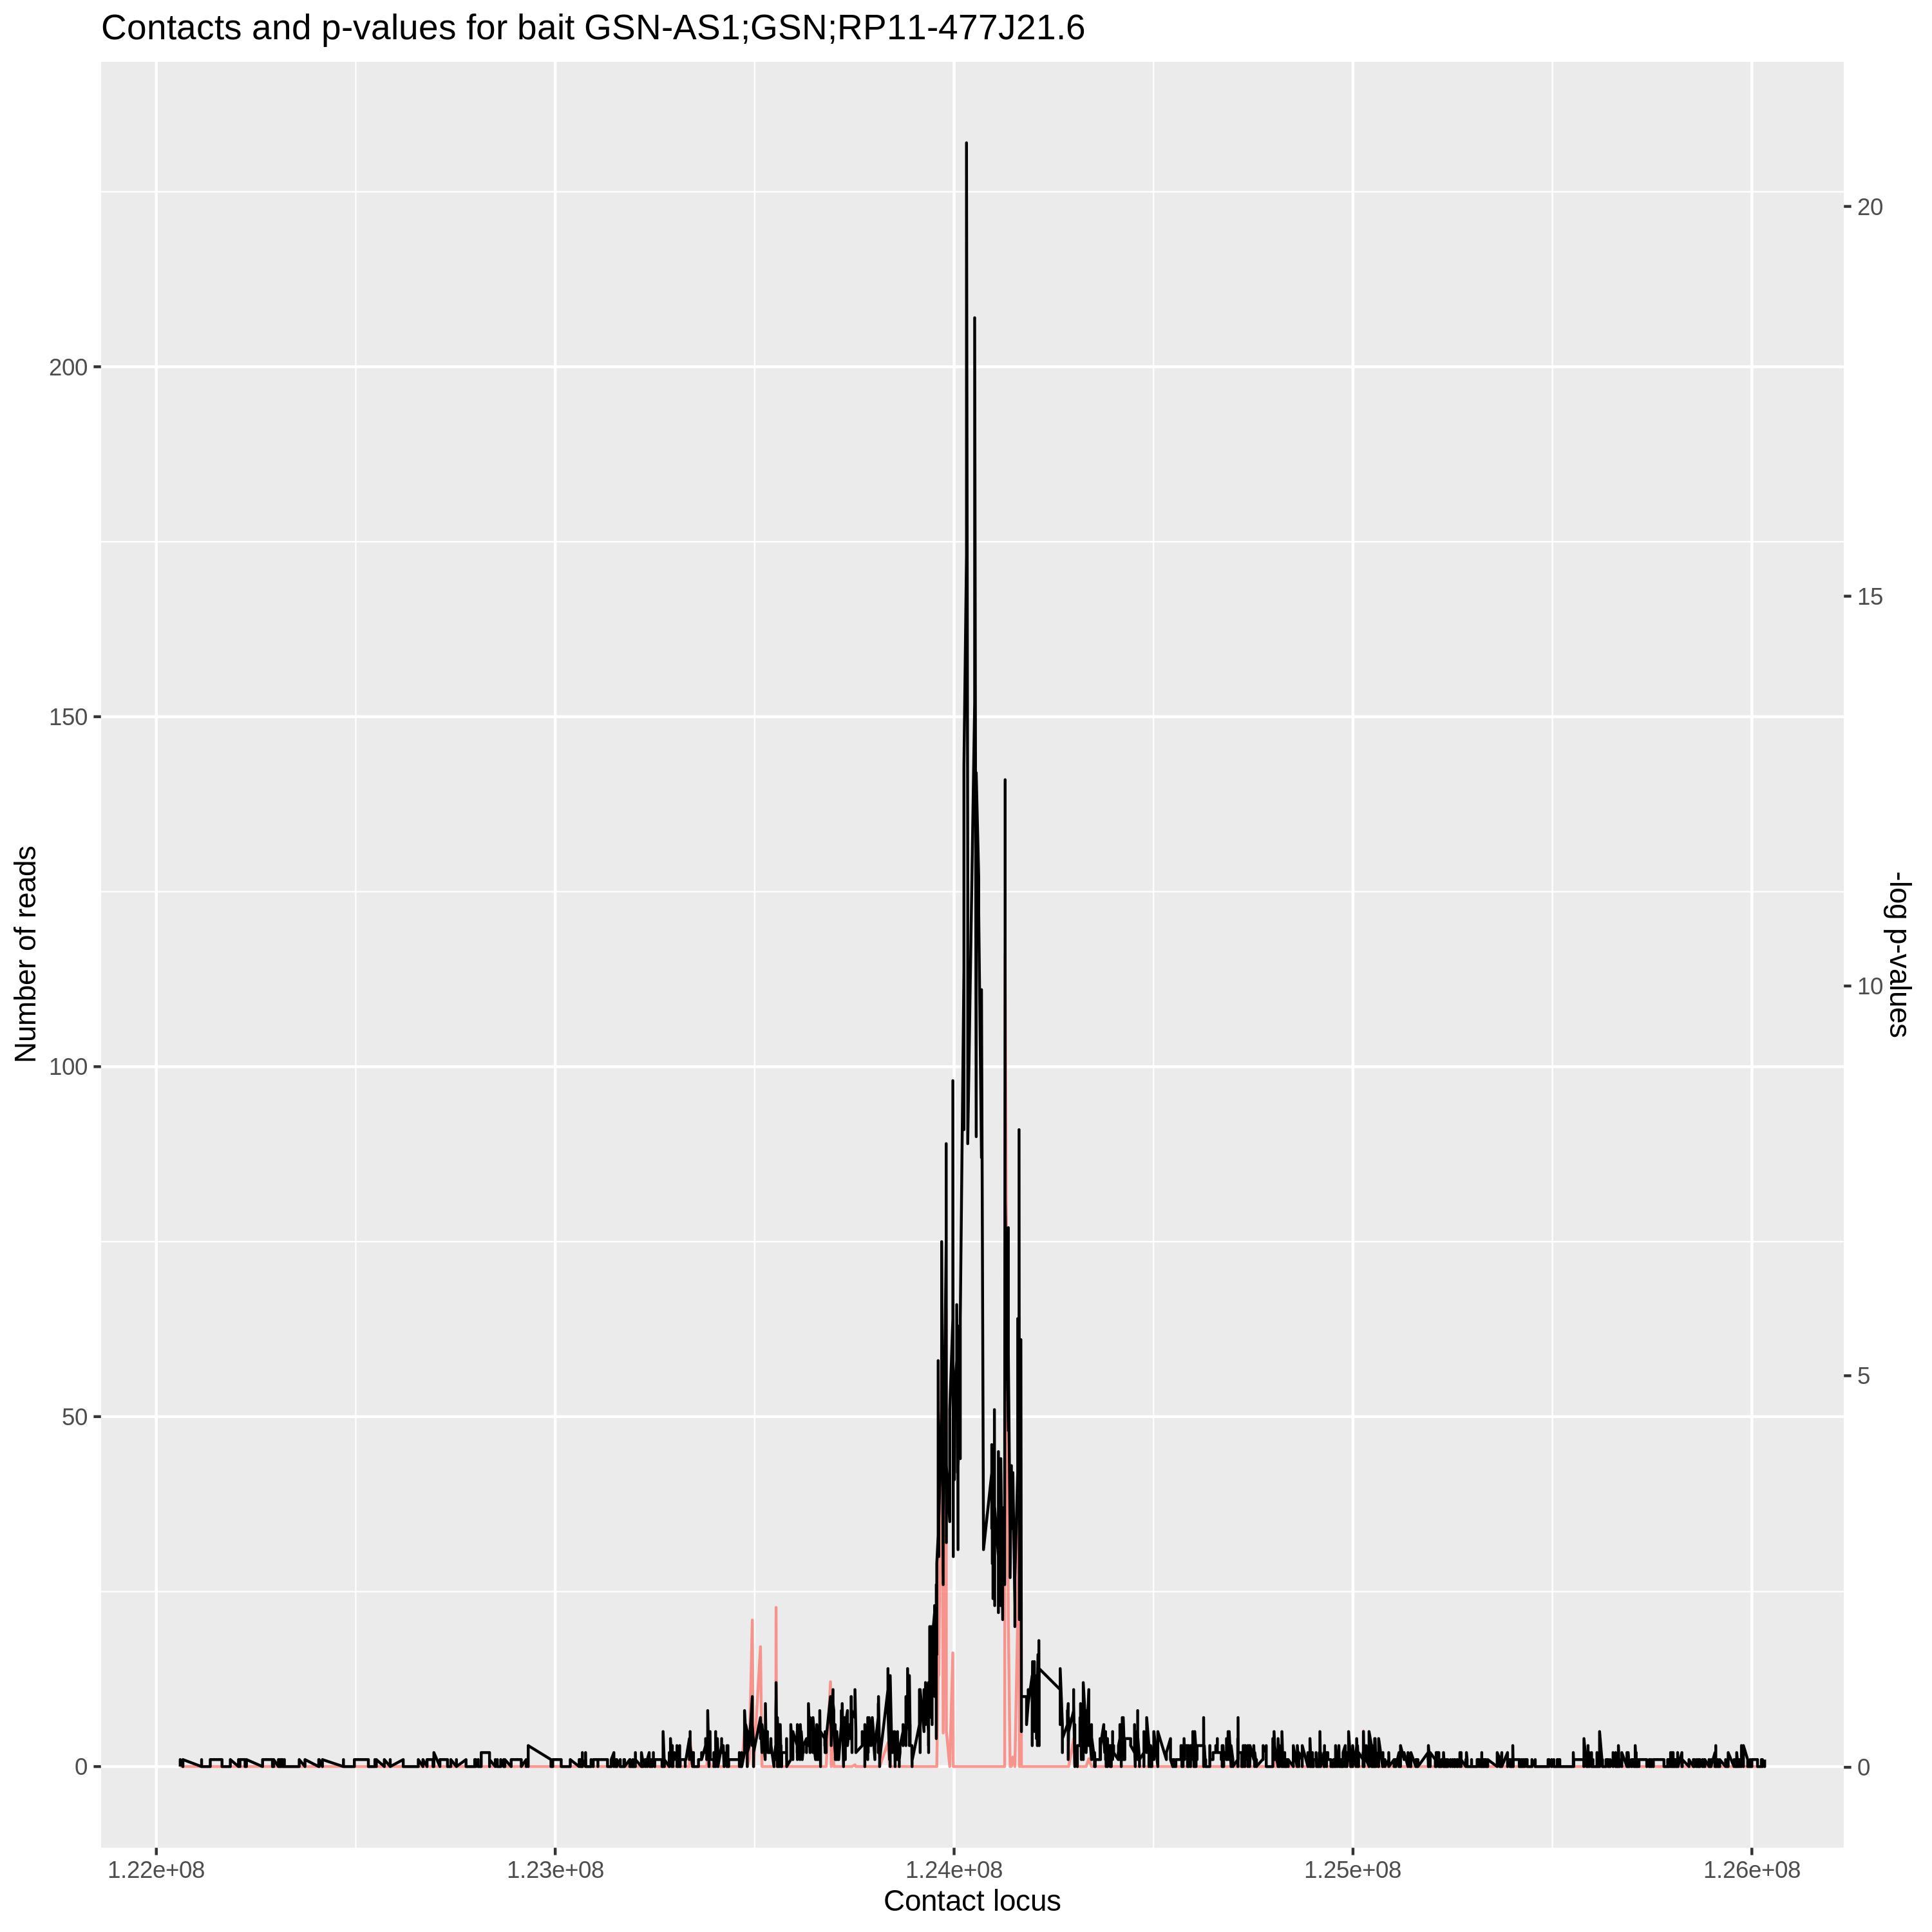 Contacts and p-values for bait GSN-AS1;GSN;RP11-477J21.6
Number of reads
200
150
100
50
0
20
15
10
5
0
-log p-values
1.22e+08 1.23e+08 1.24e+08 1.25e+08 1.26e+08
Contact locus